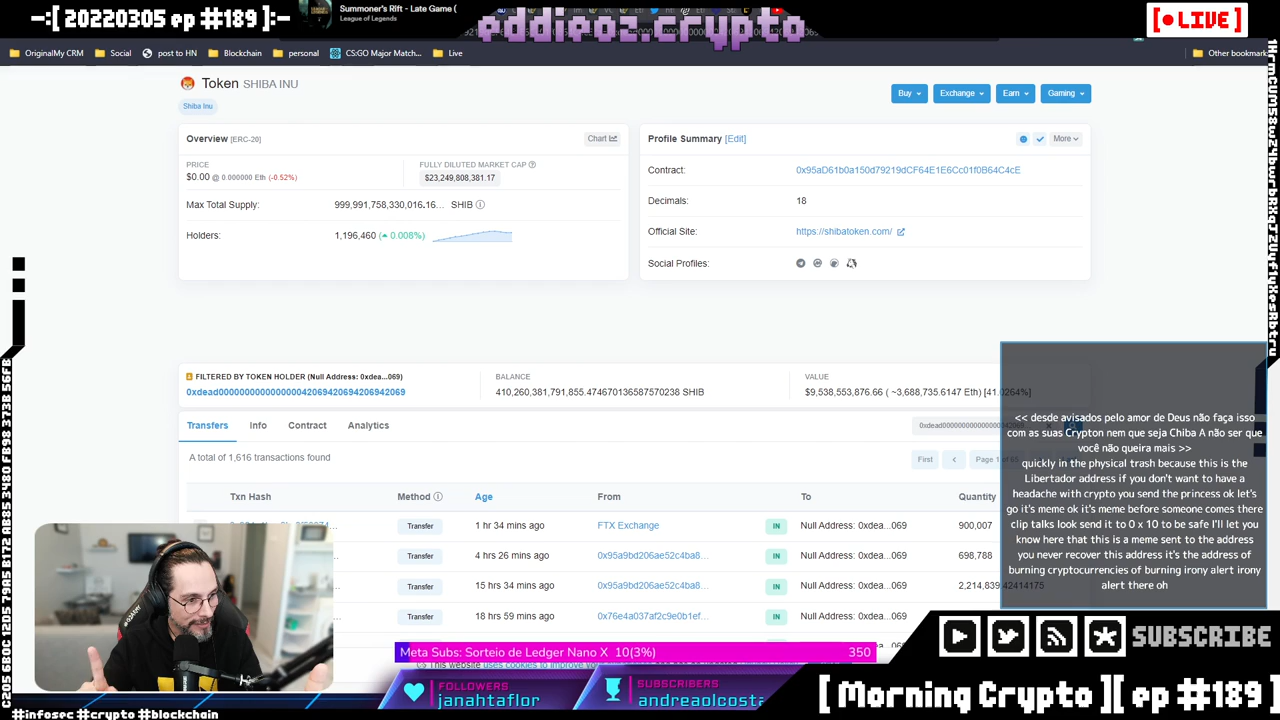 -:[ 20220305 ep #189 ]:-
Summoner's Rift - Late Game (
League of Legends
eddieoz.crypto
[ LIVE ]
OriginalMy CRM
Social
post to HN
Blockchain
personal
CS:GO Major Match...
Live
Other bookmark
Token SHIBA INU
Shiba Inu
Buy
Exchange
Earn
Gaming
Overview [ERC-20]
Chart
PRICE
$0.00 @ 0.000000 Eth (-0.52%)
FULLY DILUTED MARKET CAP
$23,249,808,381.17
Max Total Supply:
999,991,758,330,016.16... SHIB
Holders:
1,196,460 ( 0.008%)
Profile Summary [Edit]
More
Contract:
0x95aD61b0a150d79219dCF64E1E6Cc01f0B64C4cE
Decimals:
18
Official Site:
https://shibatoken.com/
Social Profiles:
FILTERED BY TOKEN HOLDER (Null Address: 0xdea...069)
0xdead000000000000000042069420694206942069
BALANCE
410,260,381,791,855.474670136587570238 SHIB
VALUE
$9,538,553,876.66 ( ~3,688,735.6147 Eth) [41.0264%]
Transfers
Info
Contract
Analytics
A total of 1,616 transactions found
First
Page 1 of 65
Txn Hash
Method
Age
From
To
Quantity
Transfer
1 hr 34 mins ago
FTX Exchange
IN
Null Address: 0xdea...069
900,007
Transfer
4 hrs 26 mins ago
0x95a9bd206ae52c4ba8...
IN
Null Address: 0xdea...069
698,788
Transfer
15 hrs 34 mins ago
0x95a9bd206ae52c4ba8...
IN
Null Address: 0xdea...069
2,214,839.42414175
Transfer
18 hrs 59 mins ago
0x76e4a037af2c9e0b1ef...
IN
Null Address: 0xdea...069
<< desde avisados pelo amor de Deus não faça isso
com as suas Crypton nem que seja Chiba A não ser que
você não queira mais >>
quickly in the physical trash because this is the
Libertador address if you don't want to have a
headache with crypto you send the princess ok let's
go it's meme ok it's meme before someone comes there
clip talks look send it to 0 x 10 to be safe I'll let you
know here that this is a meme sent to the address
you never recover this address it's the address of
burning cryptocurrencies of burning irony alert irony
alert there oh
Meta Subs: Sorteio de Ledger Nano X 10(3%)
350
This website uses cookies to improve
FOLLOWERS
janahtaflor
SUBSCRIBERS
andreaolcosta
SUBSCRIBE
[ Morning Crypto ][ ep #189 ]
#infosec #crypto #blockchain